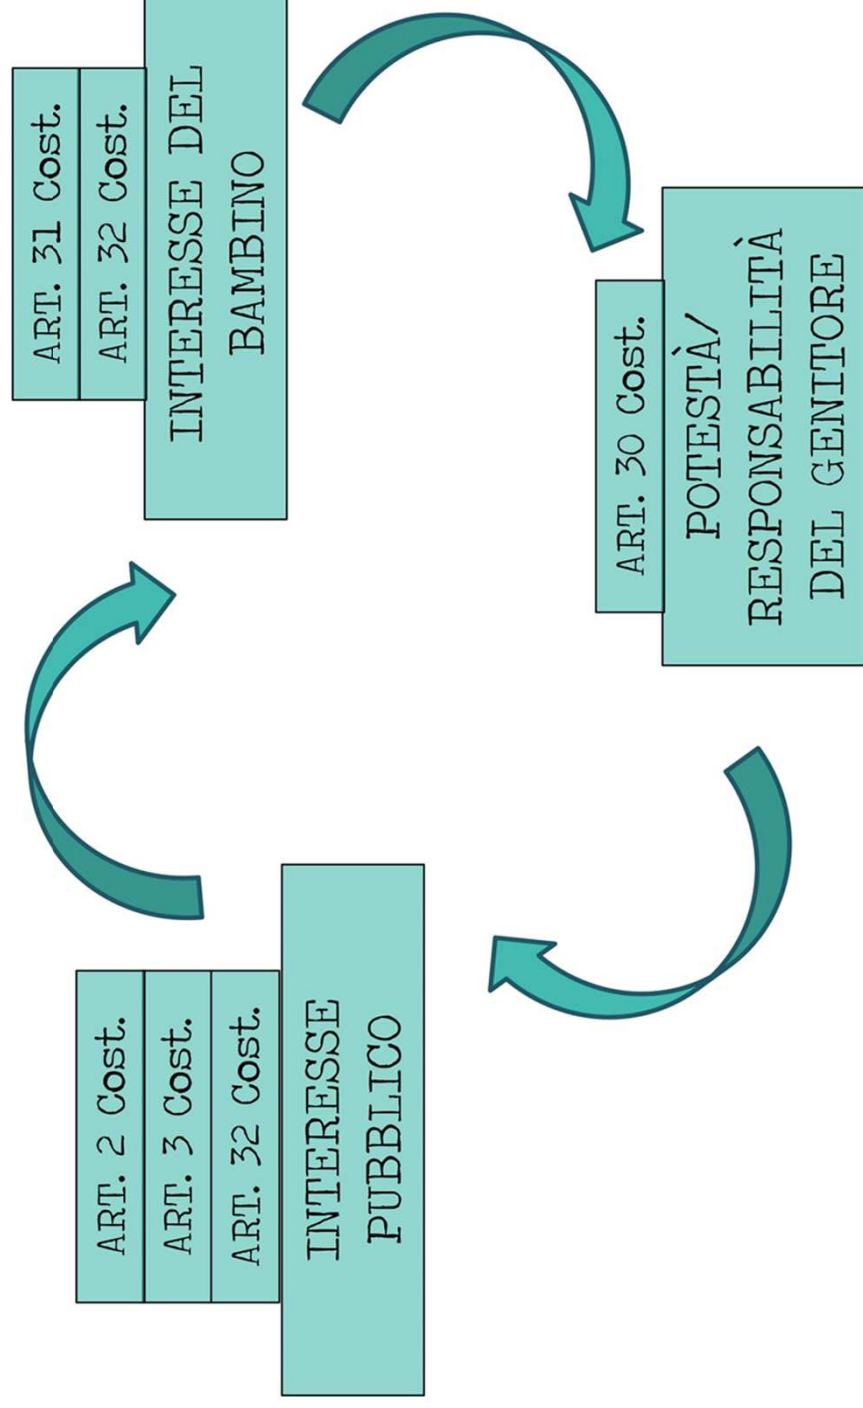 ART. 2 Cost.
ART. 3 Cost.
ART. 32 Cost.
INTERESSE
PUBBLICO
ART. 31 Cost.
ART. 32 Cost.
INTERESSE DEL
BAMBINO
ART. 30 Cost.
POTESTÀ/
RESPONSABILITÀ
DEL GENITORE